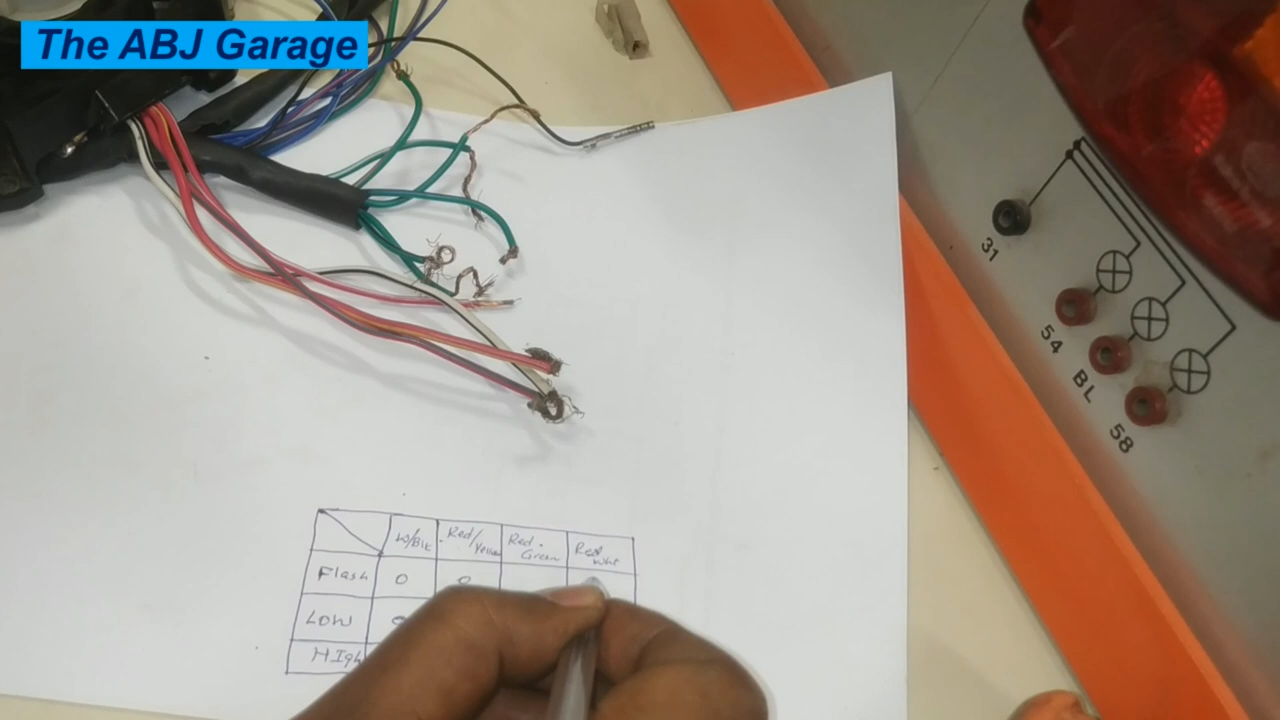 The ABJ Garage
31
54
BL
58
W/Blk
Red/
Yellow
Red
Green
Red
Wht
Flash
O
O
LOW
HIgh